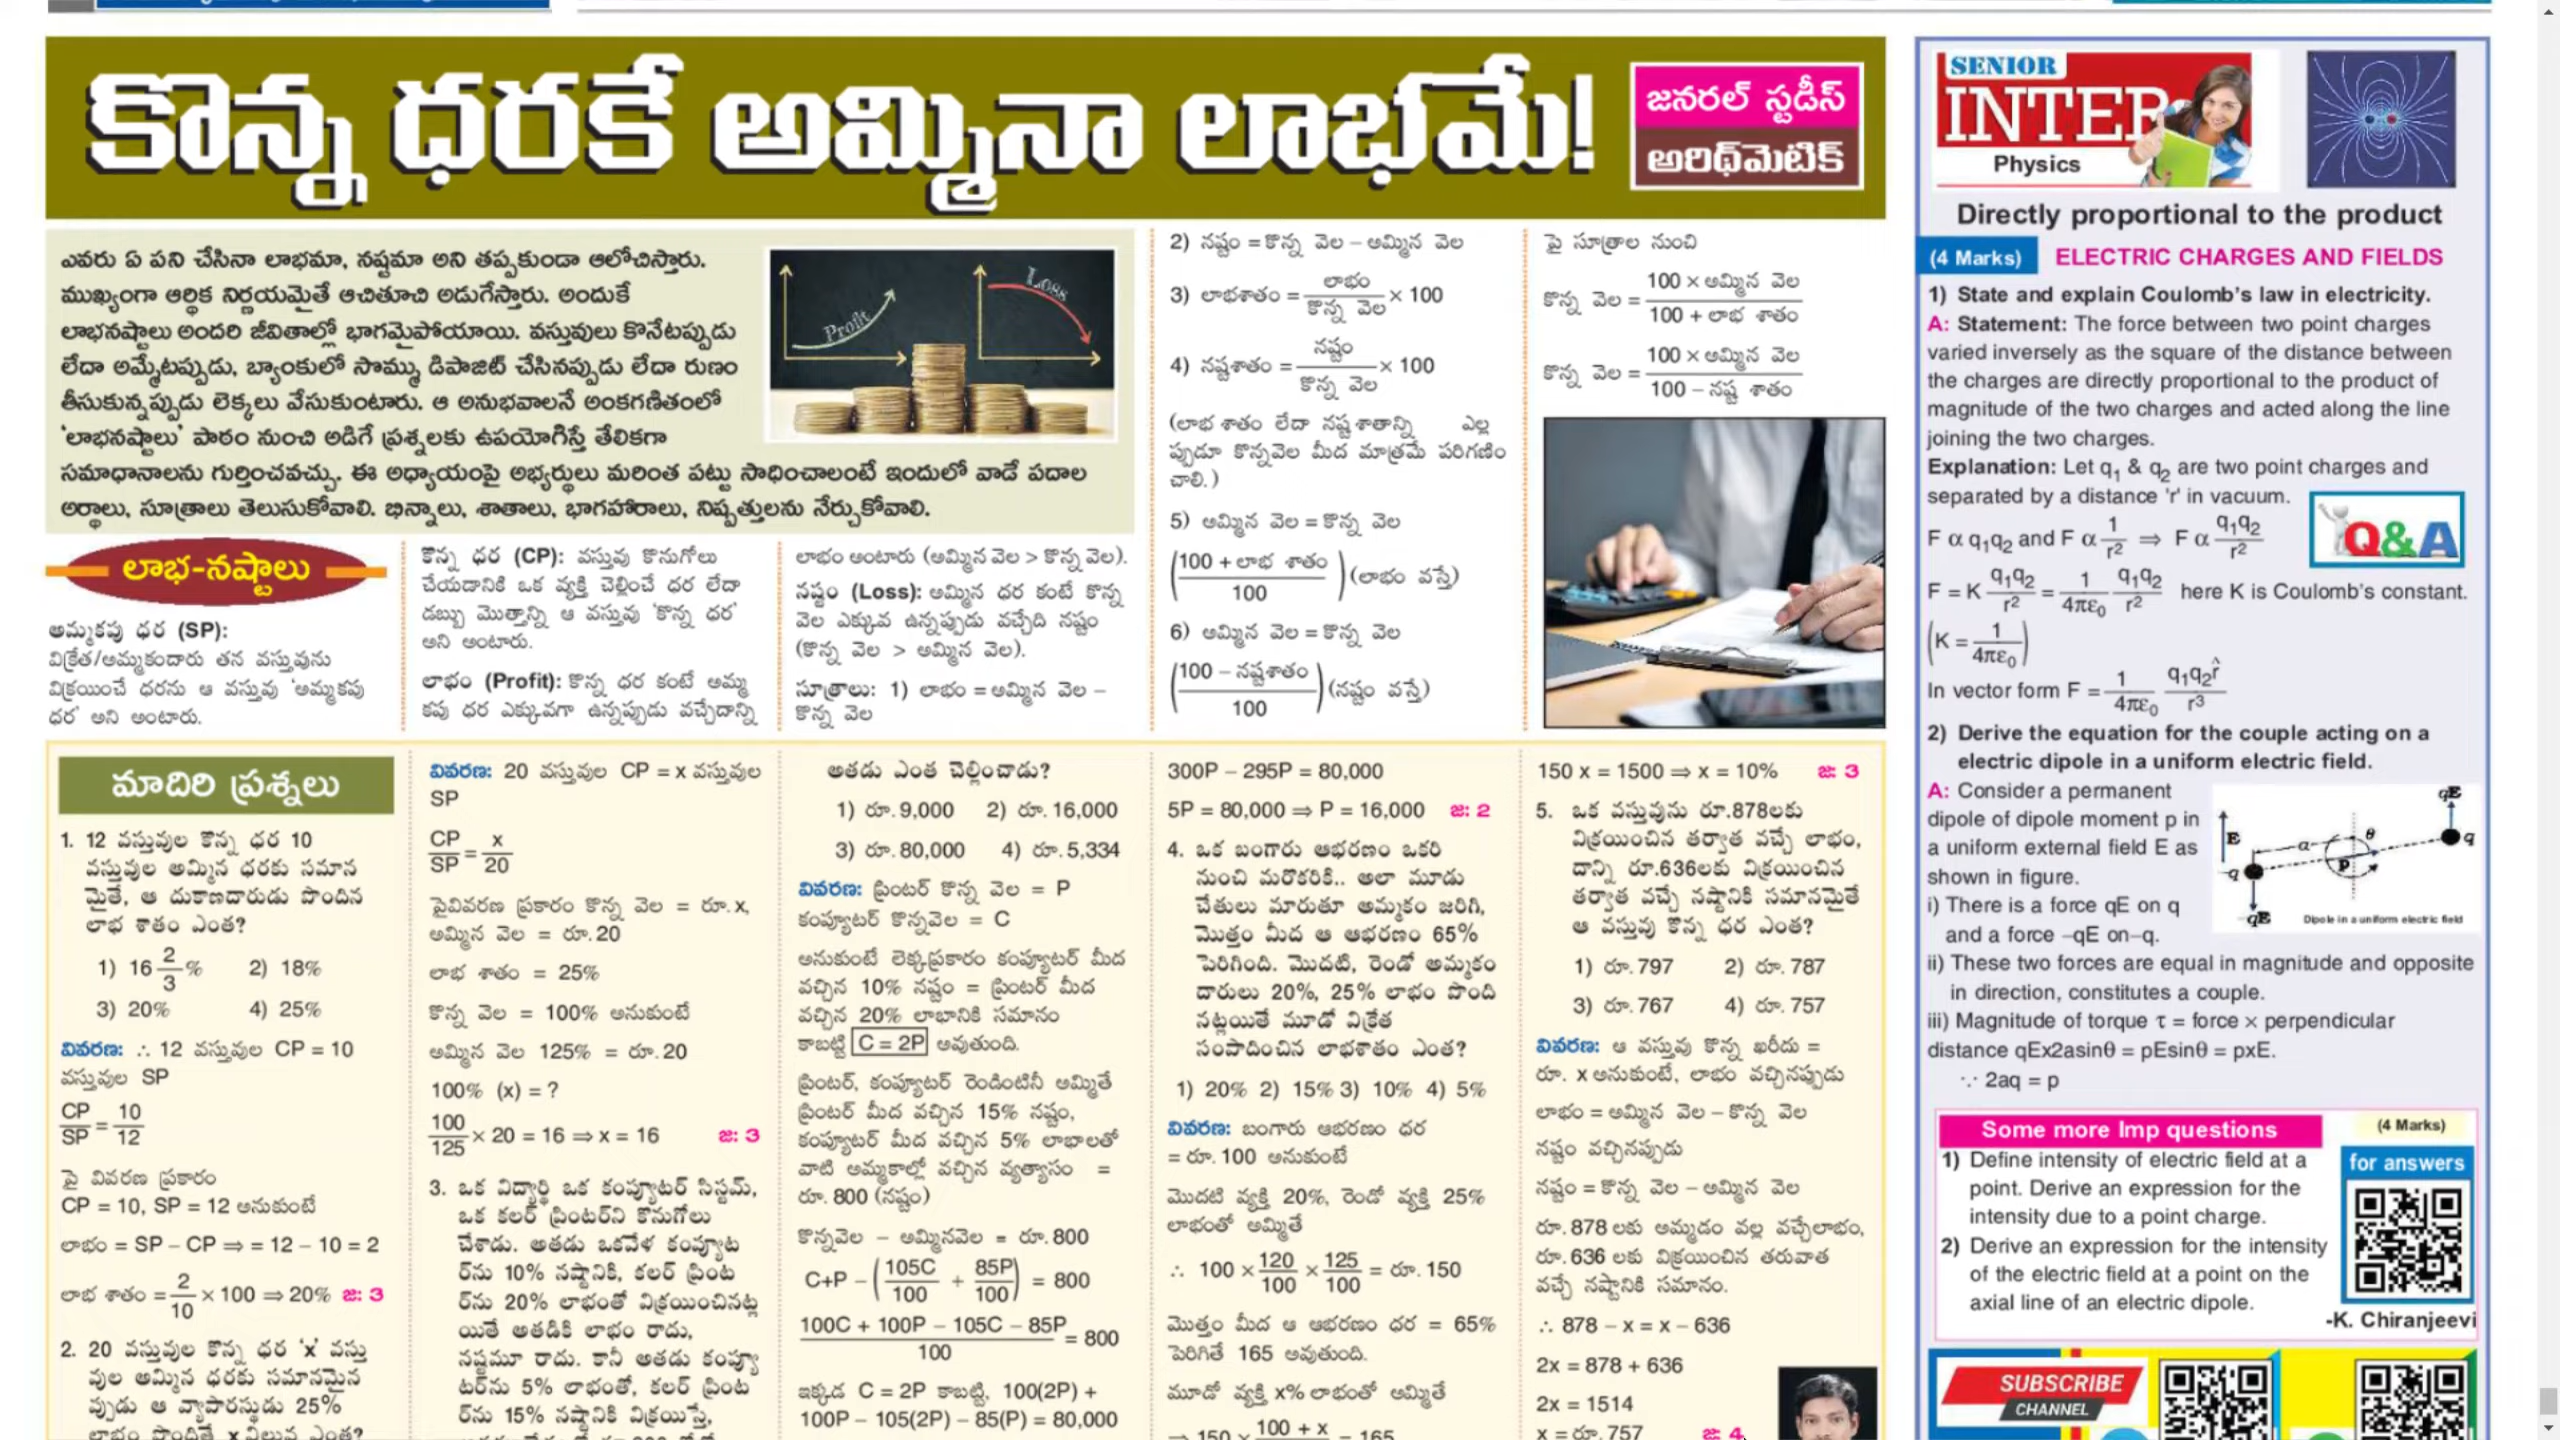 కొన్న ధరకే అమ్మినా లాభమే!
జనరల్ స్టడీస్
అరిథ్‌మెటిక్
ఎవరు ఏ పని చేసినా లాభమా, నష్టమా అని తప్పకుండా ఆలోచిస్తారు.
ముఖ్యంగా ఆర్థిక నిర్ణయమైతే ఆచితూచి అడుగేస్తారు. అందుకే
లాభనష్టాలు అందరి జీవితాల్లో భాగమైపోయాయి. వస్తువులు కొనేటప్పుడు
లేదా అమ్మేటప్పుడు, బ్యాంకులో సొమ్ము డిపాజిట్ చేసినప్పుడు లేదా రుణం
తీసుకున్నప్పుడు లెక్కలు వేసుకుంటారు. ఆ అనుభవాలనే అంకగణితంలో
'లాభనష్టాలు' పాఠం నుంచి అడిగే ప్రశ్నలకు ఉపయోగిస్తే తేలికగా
సమాధానాలను గుర్తించవచ్చు. ఈ అధ్యాయంపై అభ్యర్థులు మరింత పట్టు సాధించాలంటే ఇందులో వాడే పదాల
అర్థాలు, సూత్రాలు తెలుసుకోవాలి. భిన్నాలు, శాతాలు, భాగహారాలు, నిష్పత్తులను నేర్చుకోవాలి.
Profit
Loss
లాభ-నష్టాలు
అమ్మకపు ధర (SP):
విక్రేత/అమ్మకందారు తన వస్తువును
విక్రయించే ధరను ఆ వస్తువు 'అమ్మకపు
ధర' అని అంటారు.
కొన్న ధర (CP): వస్తువు కొనుగోలు
చేయడానికి ఒక వ్యక్తి చెల్లించే ధర లేదా
డబ్బు మొత్తాన్ని ఆ వస్తువు 'కొన్న ధర'
అని అంటారు.
లాభం (Profit): కొన్న ధర కంటే అమ్మ
కపు ధర ఎక్కువగా ఉన్నప్పుడు వచ్చేదాన్ని
లాభం అంటారు (అమ్మిన వెల > కొన్న వెల).
నష్టం (Loss): అమ్మిన ధర కంటే కొన్న
వెల ఎక్కువ ఉన్నప్పుడు వచ్చేది నష్టం
(కొన్న వెల > అమ్మిన వెల).
సూత్రాలు: 1) లాభం = అమ్మిన వెల –
కొన్న వెల
2) నష్టం = కొన్న వెల – అమ్మిన వెల
3) లాభశాతం = లాభం / కొన్న వెల × 100
4) నష్టశాతం = నష్టం / కొన్న వెల × 100
(లాభ శాతం లేదా నష్టశాతాన్ని ఎల్ల
ప్పుడూ కొన్నవెల మీద మాత్రమే పరిగణిం
చాలి.)
5) అమ్మిన వెల = కొన్న వెల
(100 + లాభ శాతం / 100) (లాభం వస్తే)
6) అమ్మిన వెల = కొన్న వెల
(100 – నష్టశాతం / 100) (నష్టం వస్తే)
పై సూత్రాల నుంచి
కొన్న వెల = 100 × అమ్మిన వెల / 100 + లాభ శాతం
కొన్న వెల = 100 × అమ్మిన వెల / 100 – నష్ట శాతం
మాదిరి ప్రశ్నలు
1. 12 వస్తువుల కొన్న ధర 10
వస్తువుల అమ్మిన ధరకు సమాన
మైతే, ఆ దుకాణదారుడు పొందిన
లాభ శాతం ఎంత?
1) 16 2/3 % 2) 18%
3) 20% 4) 25%
వివరణ: ∴ 12 వస్తువుల CP = 10
వస్తువుల SP
CP/SP = 10/12
పై వివరణ ప్రకారం
CP = 10, SP = 12 అనుకుంటే
లాభం = SP – CP ⇒ = 12 – 10 = 2
లాభ శాతం = 2/10 × 100 ⇒ 20% జ: 3
2. 20 వస్తువుల కొన్న ధర 'x' వస్తు
వుల అమ్మిన ధరకు సమానమైన
ప్పుడు ఆ వ్యాపారస్థుడు 25%
లాభం పొందితే x విలువ ఎంత?
వివరణ: 20 వస్తువుల CP = x వస్తువుల
SP
CP/SP = x/20
పైవివరణ ప్రకారం కొన్న వెల = రూ.x,
అమ్మిన వెల = రూ.20
లాభ శాతం = 25%
కొన్న వెల = 100% అనుకుంటే
అమ్మిన వెల 125% = రూ.20
100% (x) = ?
100/125 × 20 = 16 ⇒ x = 16 జ: 3
3. ఒక విద్యార్థి ఒక కంప్యూటర్ సిస్టమ్,
ఒక కలర్ ప్రింటర్‌ని కొనుగోలు
చేశాడు. అతడు ఒకవేళ కంప్యూట
ర్‌ను 10% నష్టానికి, కలర్ ప్రింట
ర్‌ను 20% లాభంతో విక్రయించినట్ల
యితే అతడికి లాభం రాదు,
నష్టమూ రాదు. కానీ అతడు కంప్యూ
టర్‌ను 5% లాభంతో, కలర్ ప్రింట
ర్‌ను 15% నష్టానికి విక్రయిస్తే,
అతడు ఎంత చెల్లించాడు?
1) రూ.9,000 2) రూ.16,000
3) రూ.80,000 4) రూ.5,334
వివరణ: ప్రింటర్ కొన్న వెల = P
కంప్యూటర్ కొన్నవెల = C
అనుకుంటే లెక్కప్రకారం కంప్యూటర్ మీద
వచ్చిన 10% నష్టం = ప్రింటర్ మీద
వచ్చిన 20% లాభానికి సమానం
కాబట్టి C = 2P అవుతుంది.
ప్రింటర్, కంప్యూటర్ రెండింటినీ అమ్మితే
ప్రింటర్ మీద వచ్చిన 15% నష్టం,
కంప్యూటర్ మీద వచ్చిన 5% లాభాలతో
వాటి అమ్మకాల్లో వచ్చిన వ్యత్యాసం =
రూ. 800 (నష్టం)
కొన్నవెల – అమ్మినవెల = రూ.800
C+P – (105C/100 + 85P/100) = 800
100C + 100P – 105C – 85P / 100 = 800
ఇక్కడ C = 2P కాబట్టి, 100(2P) +
100P – 105(2P) – 85(P) = 80,000
300P – 295P = 80,000
5P = 80,000 ⇒ P = 16,000 జ: 2
4. ఒక బంగారు ఆభరణం ఒకరి
నుంచి మరొకరికి.. అలా మూడు
చేతులు మారుతూ అమ్మకం జరిగి,
మొత్తం మీద ఆ ఆభరణం 65%
పెరిగింది. మొదటి, రెండో అమ్మకం
దారులు 20%, 25% లాభం పొంది
నట్లయితే మూడో విక్రేత
సంపాదించిన లాభశాతం ఎంత?
1) 20% 2) 15% 3) 10% 4) 5%
వివరణ: బంగారు ఆభరణం ధర
= రూ.100 అనుకుంటే
మొదటి వ్యక్తి 20%, రెండో వ్యక్తి 25%
లాభంతో అమ్మితే
∴ 100 × 120/100 × 125/100 = రూ.150
మొత్తం మీద ఆ ఆభరణం ధర = 65%
పెరిగితే 165 అవుతుంది.
మూడో వ్యక్తి x% లాభంతో అమ్మితే
⇒ 150 × 100 + x = 165
150 x = 1500 ⇒ x = 10% జ: 3
5. ఒక వస్తువును రూ.878లకు
విక్రయించిన తర్వాత వచ్చే లాభం,
దాన్ని రూ.636లకు విక్రయించిన
తర్వాత వచ్చే నష్టానికి సమానమైతే
ఆ వస్తువు కొన్న ధర ఎంత?
1) రూ.797 2) రూ.787
3) రూ.767 4) రూ.757
వివరణ: ఆ వస్తువు కొన్న ఖరీదు =
రూ. x అనుకుంటే, లాభం వచ్చినప్పుడు
లాభం = అమ్మిన వెల – కొన్న వెల
నష్టం వచ్చినప్పుడు
నష్టం = కొన్న వెల – అమ్మిన వెల
రూ.878 లకు అమ్మడం వల్ల వచ్చేలాభం,
రూ.636 లకు విక్రయించిన తరువాత
వచ్చే నష్టానికి సమానం.
∴ 878 – x = x – 636
2x = 878 + 636
2x = 1514
x = రూ.757 జ: 4
SENIOR
INTER
Physics
Directly proportional to the product
(4 Marks) ELECTRIC CHARGES AND FIELDS
1) State and explain Coulomb's law in electricity.
A: Statement: The force between two point charges
varied inversely as the square of the distance between
the charges are directly proportional to the product of
magnitude of the two charges and acted along the line
joining the two charges.
Explanation: Let q₁ & q₂ are two point charges and
separated by a distance 'r' in vacuum.
Q&A
F α q₁q₂ and F α 1/r² ⇒ F α q₁q₂/r²
F = K q₁q₂/r² = 1/4πε₀ q₁q₂/r² here K is Coulomb's constant.
(K = 1/4πε₀)
In vector form F = 1/4πε₀ q₁q₂r̂/r³
2) Derive the equation for the couple acting on a
electric dipole in a uniform electric field.
A: Consider a permanent
dipole of dipole moment p in
a uniform external field E as
shown in figure.
i) There is a force qE on q
and a force –qE on–q.
qE
E
θ
a
q
P
-q
-qE
Dipole in a uniform electric field
ii) These two forces are equal in magnitude and opposite
in direction, constitutes a couple.
iii) Magnitude of torque τ = force × perpendicular
distance qEx2asinθ = pEsinθ = pxE.
∵ 2aq = p
Some more Imp questions
(4 Marks)
for answers
1) Define intensity of electric field at a
point. Derive an expression for the
intensity due to a point charge.
2) Derive an expression for the intensity
of the electric field at a point on the
axial line of an electric dipole.
-K. Chiranjeevi
SUBSCRIBE
CHANNEL